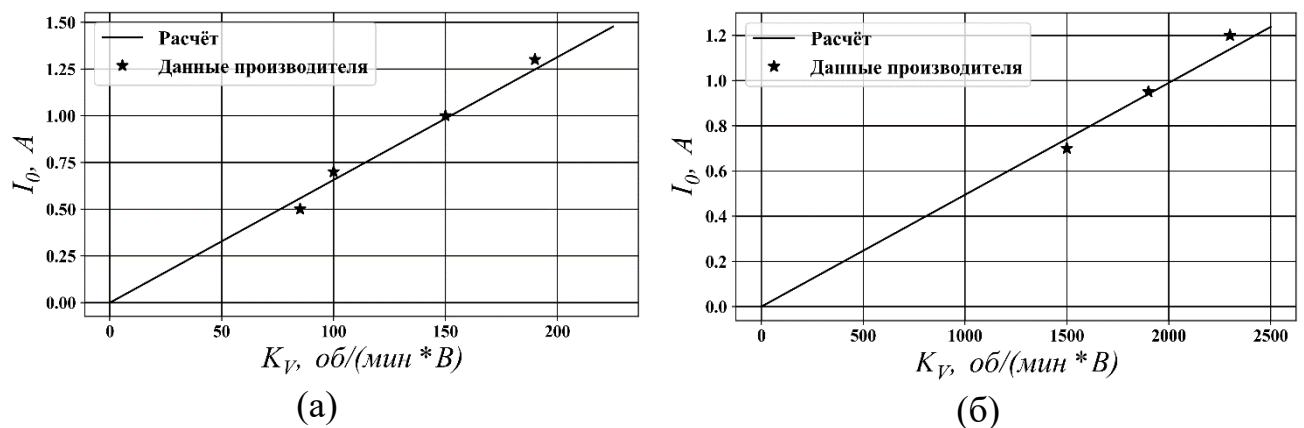 1.50
1.25
1.00
0.75
0.50
0.25
0.00
I₀, А
Расчёт
Данные производителя
0 50 100 150 200
K_V, об/(мин * В)
(а)
1.2
1.0
0.8
0.6
0.4
0.2
0.0
I₀, А
Расчёт
Данные производителя
0 500 1000 1500 2000 2500
K_V, об/(мин * В)
(б)